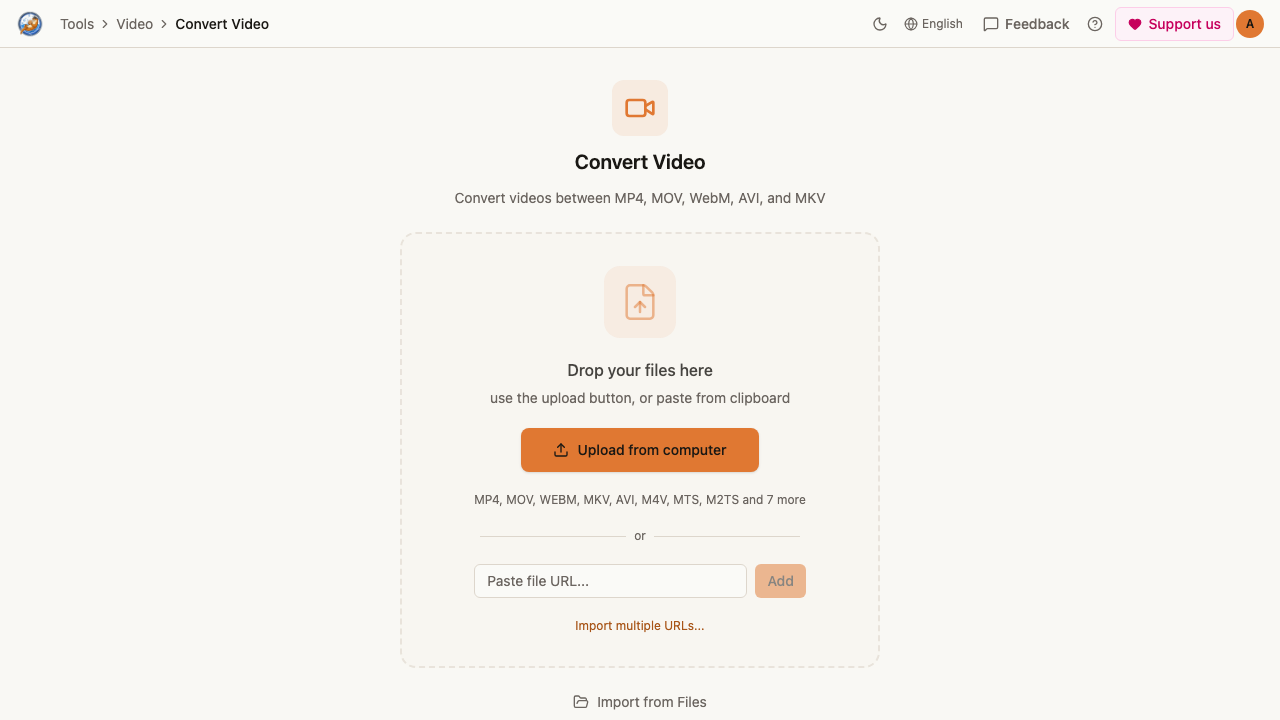 Tools > Video > Convert Video
English
Feedback
Support us
A
Convert Video
Convert videos between MP4, MOV, WebM, AVI, and MKV
Drop your files here
use the upload button, or paste from clipboard
Upload from computer
MP4, MOV, WEBM, MKV, AVI, M4V, MTS, M2TS and 7 more
or
Paste file URL...
Add
Import multiple URLs...
Import from Files